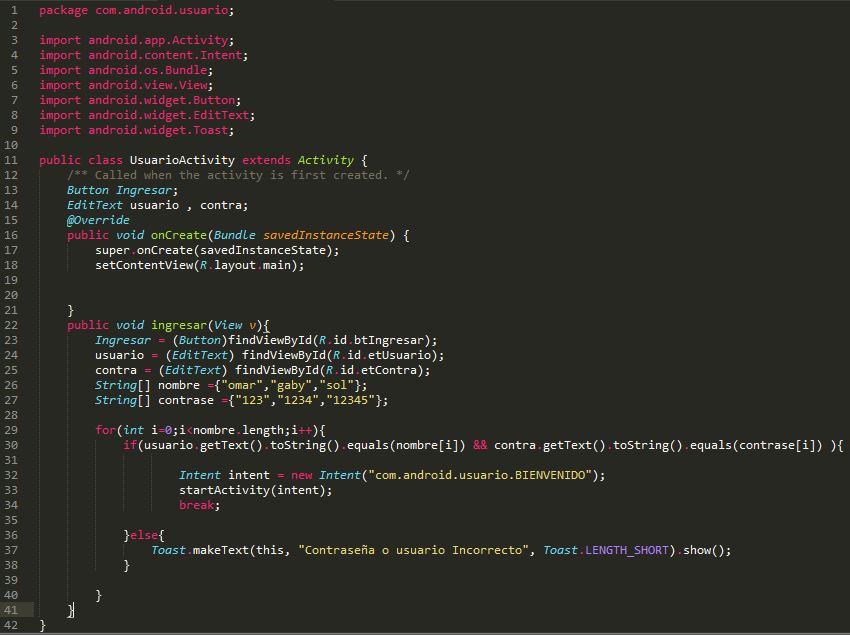 1 package com.android.usuario;
2
3 import android.app.Activity;
4 import android.content.Intent;
5 import android.os.Bundle;
6 import android.view.View;
7 import android.widget.Button;
8 import android.widget.EditText;
9 import android.widget.Toast;
10
11 public class UsuarioActivity extends Activity {
12     /** Called when the activity is first created. */
13     Button Ingresar;
14     EditText usuario , contra;
15     @Override
16     public void onCreate(Bundle savedInstanceState) {
17         super.onCreate(savedInstanceState);
18         setContentView(R.layout.main);
19
20
21     }
22     public void ingresar(View v){
23         Ingresar = (Button)findViewById(R.id.btIngresar);
24         usuario = (EditText) findViewById(R.id.etUsuario);
25         contra = (EditText) findViewById(R.id.etContra);
26         String[] nombre ={"omar","gaby","sol"};
27         String[] contrase ={"123","1234","12345"};
28
29         for(int i=0;i<nombre.length;i++){
30             if(usuario.getText().toString().equals(nombre[i]) && contra.getText().toString().equals(contrase[i]) ){
31
32                     Intent intent = new Intent("com.android.usuario.BIENVENIDO");
33                     startActivity(intent);
34                     break;
35
36             }else{
37                 Toast.makeText(this, "Contraseña o usuario Incorrecto", Toast.LENGTH_SHORT).show();
38             }
39
40         }
41     }
42 }